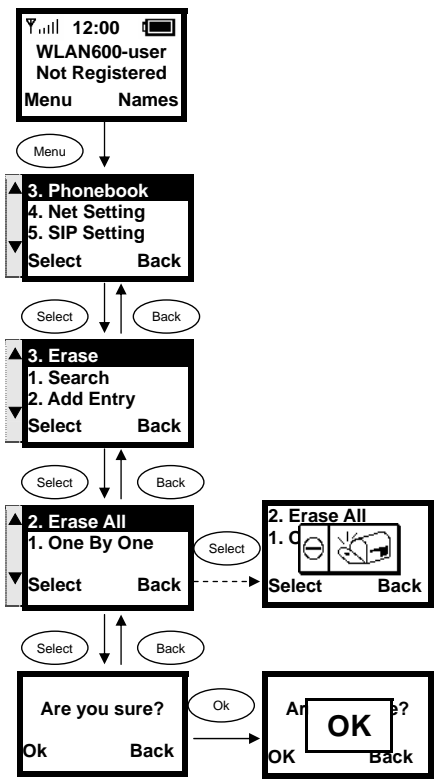 12:00
WLAN600-user
Not Registered
Menu Names
Menu
3. Phonebook
4. Net Setting
5. SIP Setting
Select Back
Select Back
3. Erase
1. Search
2. Add Entry
Select Back
Select Back
2. Erase All
1. One By One
Select Back
Select
2. Erase All
1. O
Select Back
Select Back
Are you sure?
Ok Back
Ok
Ar e?
OK
OK Back